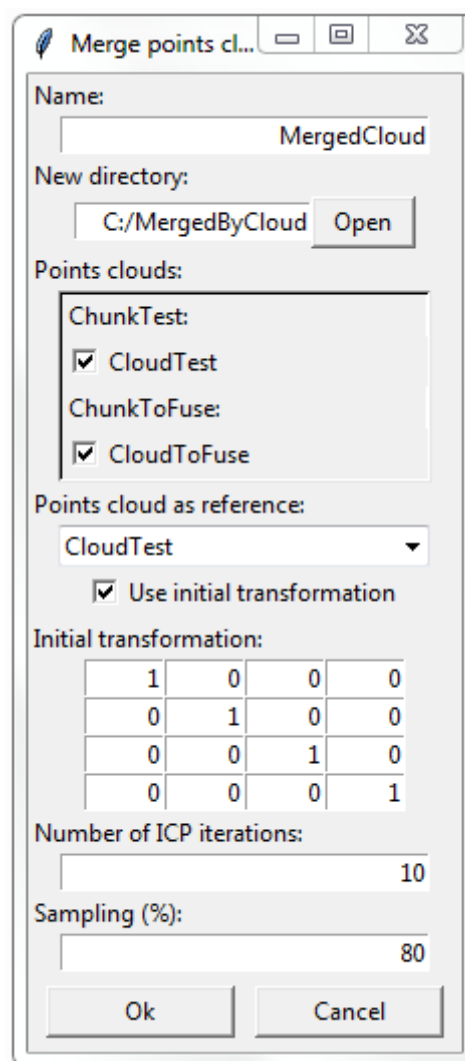 Merge points cl...
Name:
MergedCloud
New directory:
C:/MergedByCloud Open
Points clouds:
ChunkTest:
CloudTest
ChunkToFuse:
CloudToFuse
Points cloud as reference:
CloudTest
Use initial transformation
Initial transformation:
1 0 0 0
0 1 0 0
0 0 1 0
0 0 0 1
Number of ICP iterations:
10
Sampling (%):
80
Ok Cancel